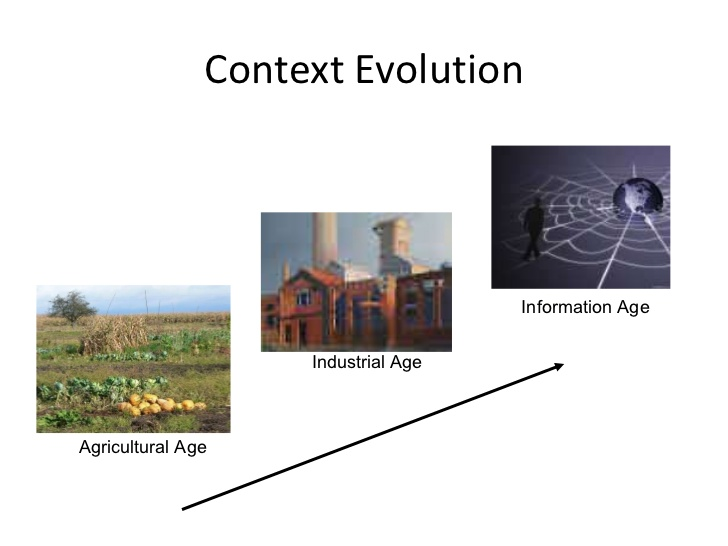 Context Evolution
Information Age
Industrial Age
Agricultural Age